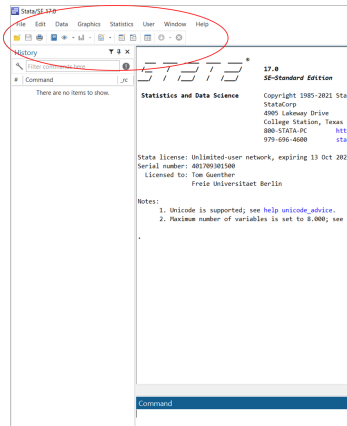 Stata/SE 17.0
File Edit Data Graphics Statistics User Window Help
History
Filter commands here
# Command _rc
There are no items to show.
17.0
SE-Standard Edition
Statistics and Data Science Copyright 1985-2021 Sta
StataCorp
4905 Lakeway Drive
College Station, Texas
800-STATA-PC htt
979-696-4600 sta
Stata license: Unlimited-user network, expiring 13 Oct 202
Serial number: 401709301500
Licensed to: Tom Guenther
Freie Universitaet Berlin
Notes:
1. Unicode is supported; see help unicode_advice.
2. Maximum number of variables is set to 8,000; see
.
Command